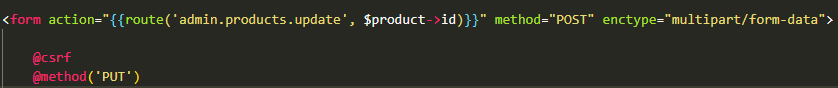 <form action="{{route('admin.products.update', $product->id)}}" method="POST" enctype="multipart/form-data">
@csrf
@method('PUT')